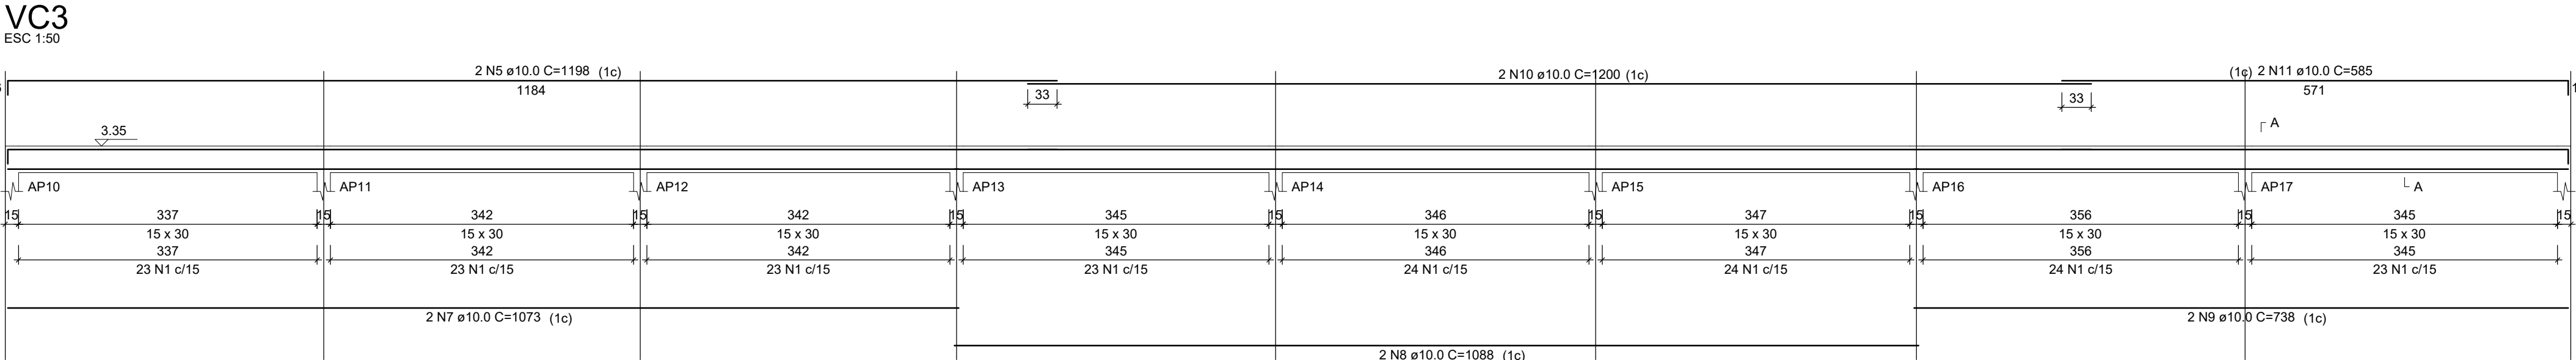 VC3
ESC 1:50
2 N5 ø10.0 C=1198 (1c)
1184
33
2 N10 ø10.0 C=1200 (1c)
33
(1c) 2 N11 ø10.0 C=585
571
3.35
A
AP10 AP11 AP12 AP13 AP14 AP15 AP16 AP17 A
15 337 15 342 15 342 15 345 15 346 15 347 15 356 15 345 15
15 x 30 15 x 30 15 x 30 15 x 30 15 x 30 15 x 30 15 x 30 15 x 30
337 342 342 345 346 347 356 345
23 N1 c/15 23 N1 c/15 23 N1 c/15 23 N1 c/15 24 N1 c/15 24 N1 c/15 24 N1 c/15 23 N1 c/15
2 N7 ø10.0 C=1073 (1c)
2 N9 ø10.0 C=738 (1c)
2 N8 ø10.0 C=1088 (1c)